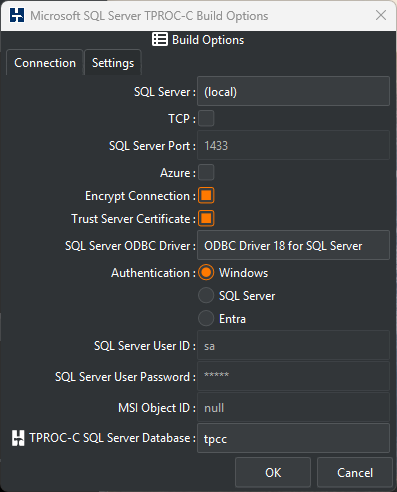 Microsoft SQL Server TPROC-C Build Options
Build Options
Connection Settings
SQL Server : (local)
TCP :
SQL Server Port : 1433
Azure :
Encrypt Connection :
Trust Server Certificate :
SQL Server ODBC Driver : ODBC Driver 18 for SQL Server
Authentication : Windows
SQL Server
Entra
SQL Server User ID : sa
SQL Server User Password : *****
MSI Object ID : null
TPROC-C SQL Server Database : tpcc
OK Cancel